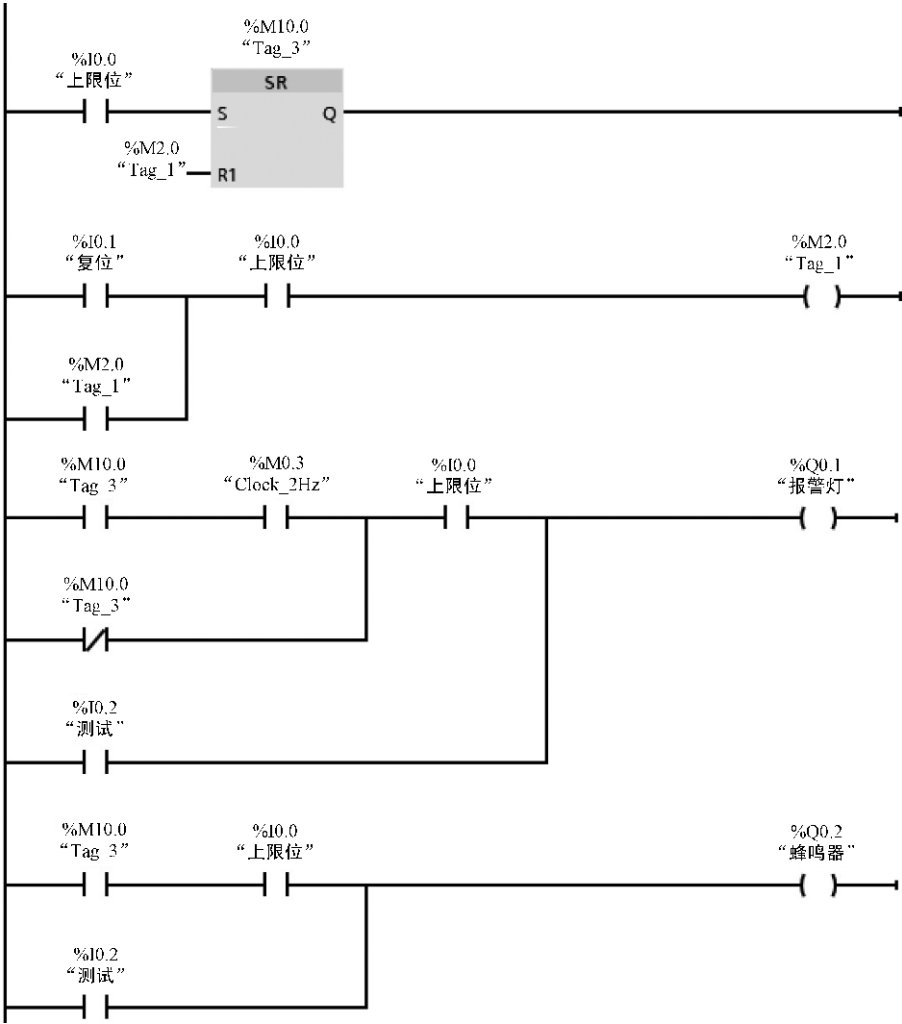 %M10.0
“Tag_3”
%I0.0
“上限位”
SR
S
Q
%M2.0
“Tag_1”
R1
%I0.1
“复位”
%I0.0
“上限位”
%M2.0
“Tag_1”
%M2.0
“Tag_1”
%M10.0
“Tag_3”
%M0.3
“Clock_2Hz”
%I0.0
“上限位”
%Q0.1
“报警灯”
%M10.0
“Tag_3”
%I0.2
“测试”
%M10.0
“Tag_3”
%I0.0
“上限位”
%Q0.2
“蜂鸣器”
%I0.2
“测试”